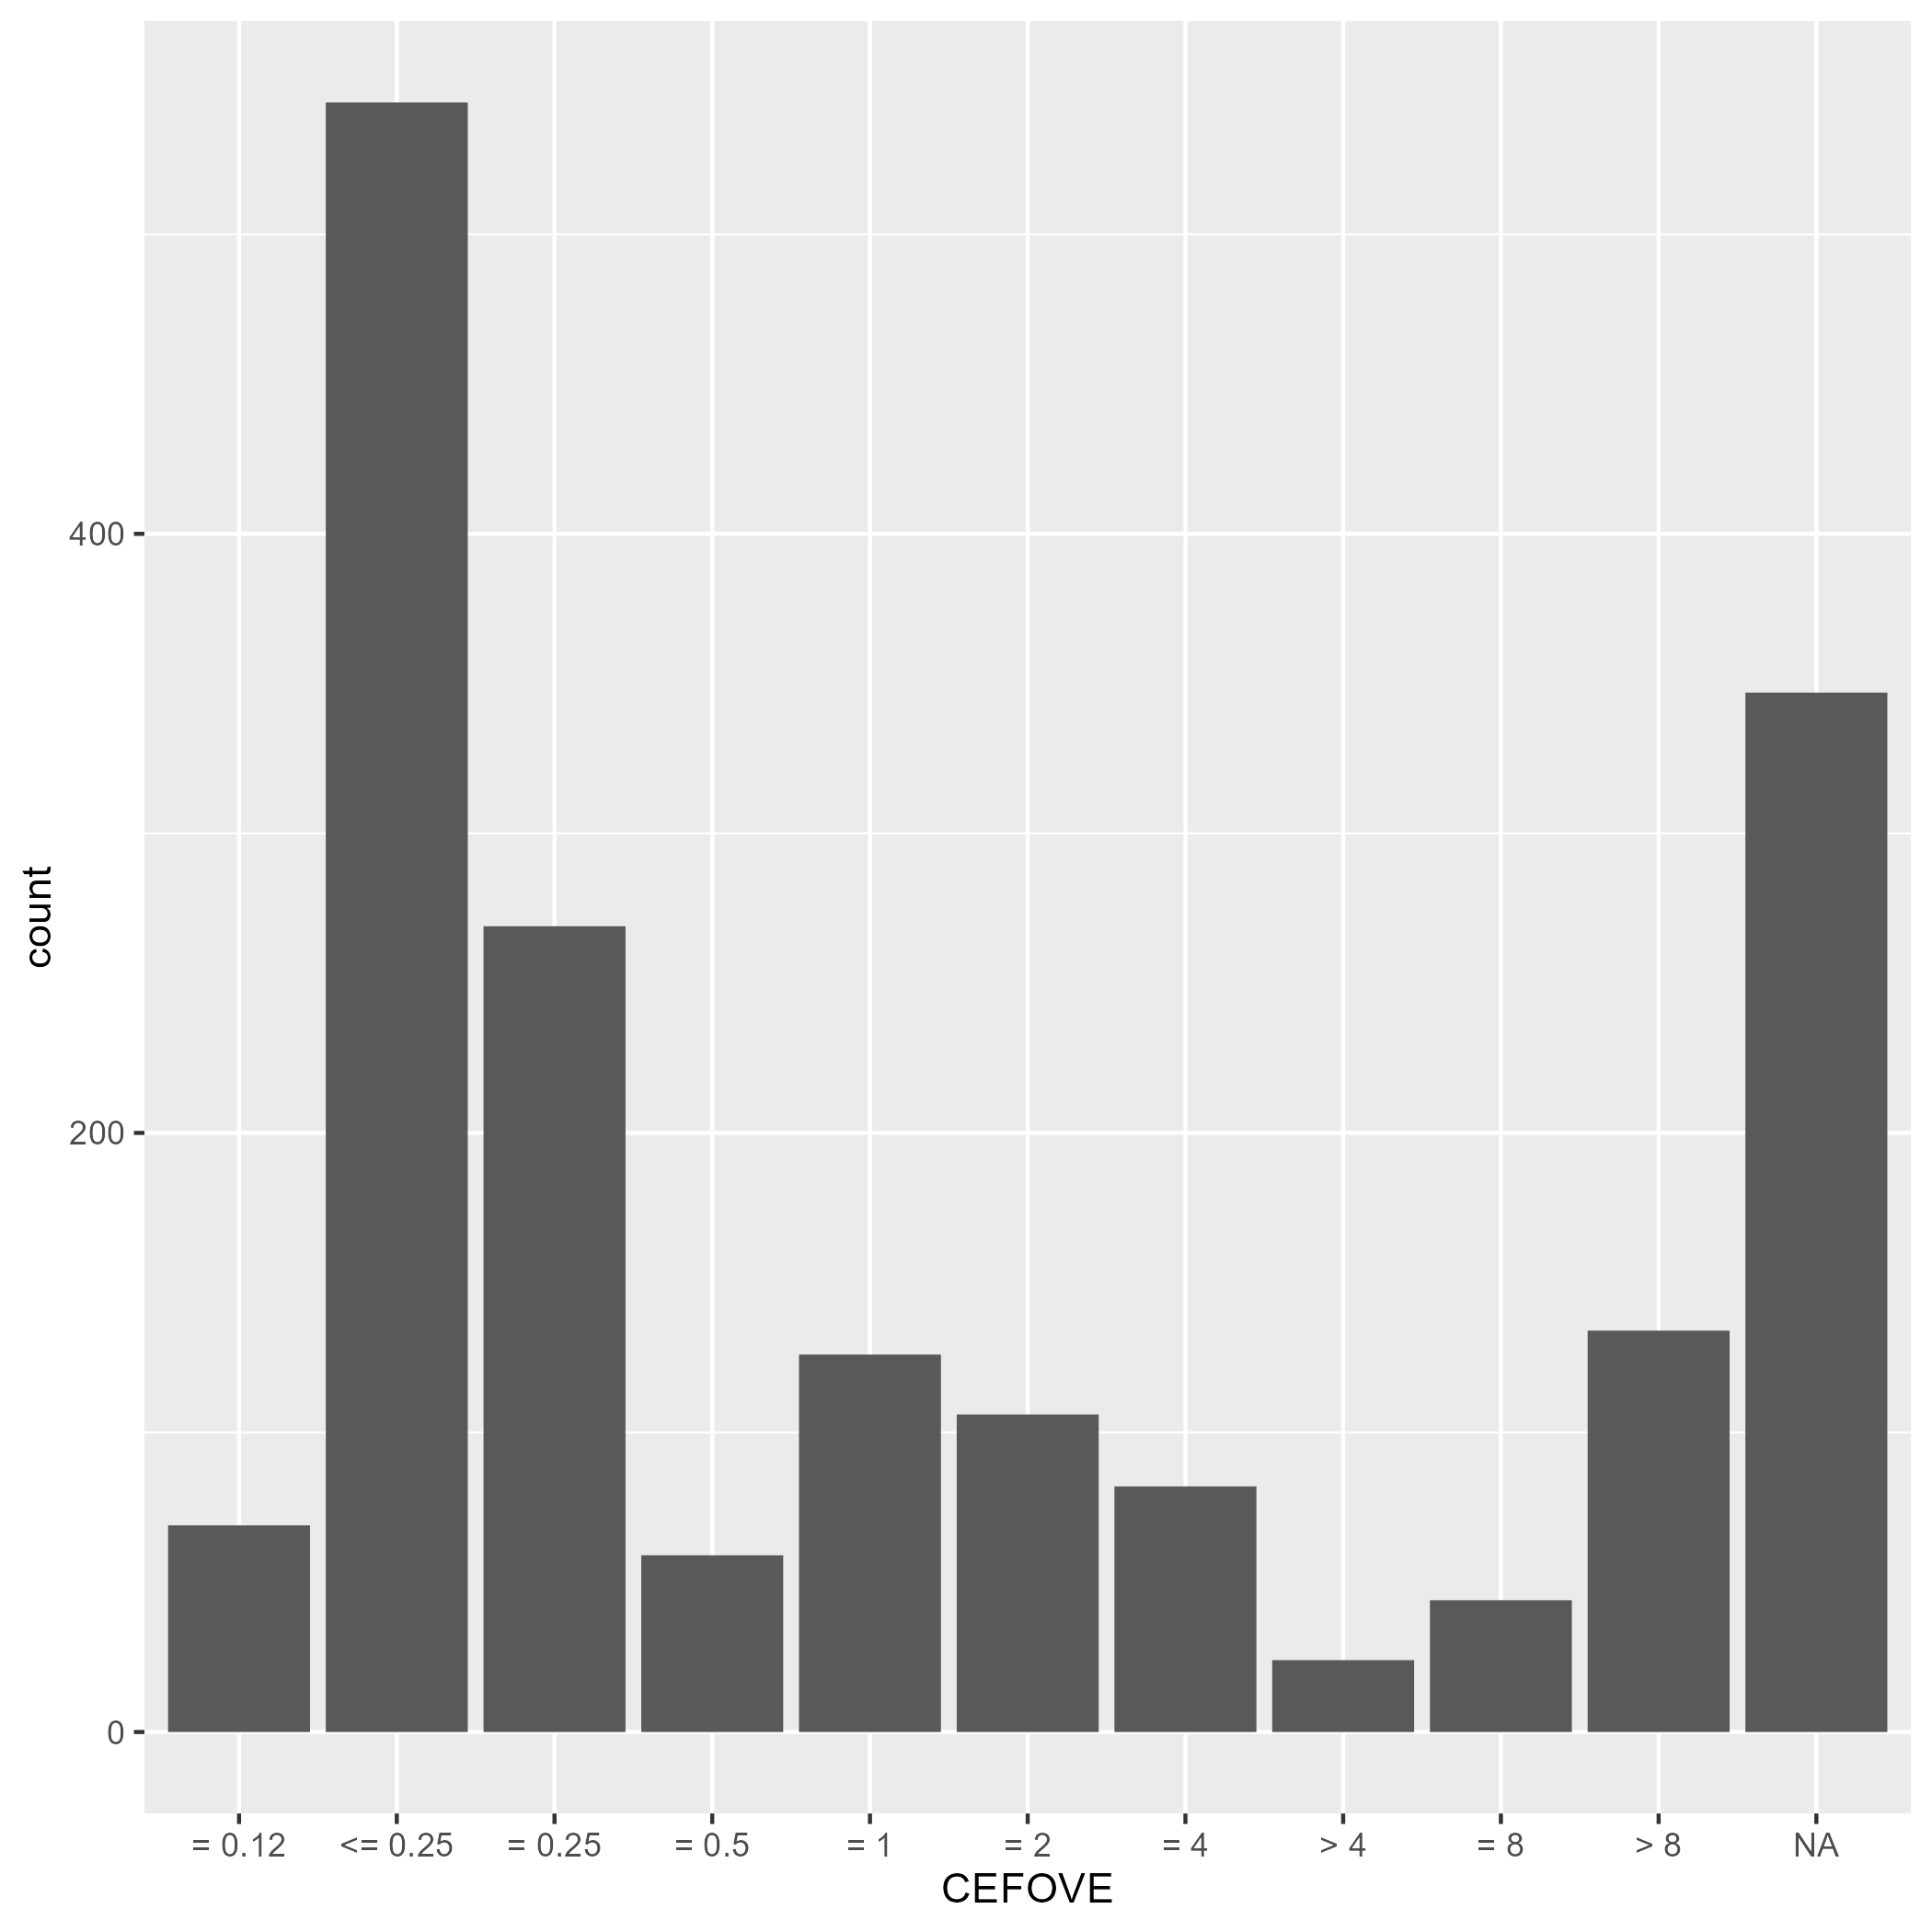 count
400
200
0
= 0.12 <= 0.25 = 0.25 = 0.5 = 1 = 2 = 4 > 4 = 8 > 8 NA
CEFOVE